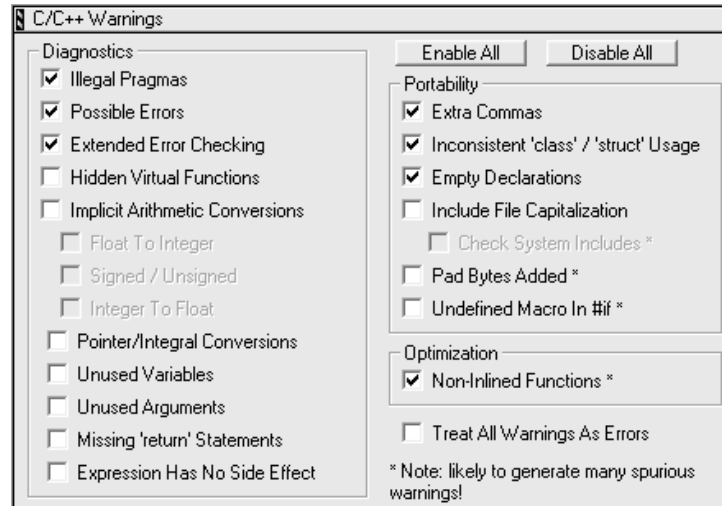 C/C++ Warnings
Diagnostics
Illegal Pragmas
Possible Errors
Extended Error Checking
Hidden Virtual Functions
Implicit Arithmetic Conversions
Float To Integer
Signed / Unsigned
Integer To Float
Pointer/Integral Conversions
Unused Variables
Unused Arguments
Missing 'return' Statements
Expression Has No Side Effect
Enable All
Disable All
Portability
Extra Commas
Inconsistent 'class' / 'struct' Usage
Empty Declarations
Include File Capitalization
Check System Includes *
Pad Bytes Added *
Undefined Macro In #if *
Optimization
Non-Inlined Functions *
Treat All Warnings As Errors
* Note: likely to generate many spurious
warnings!